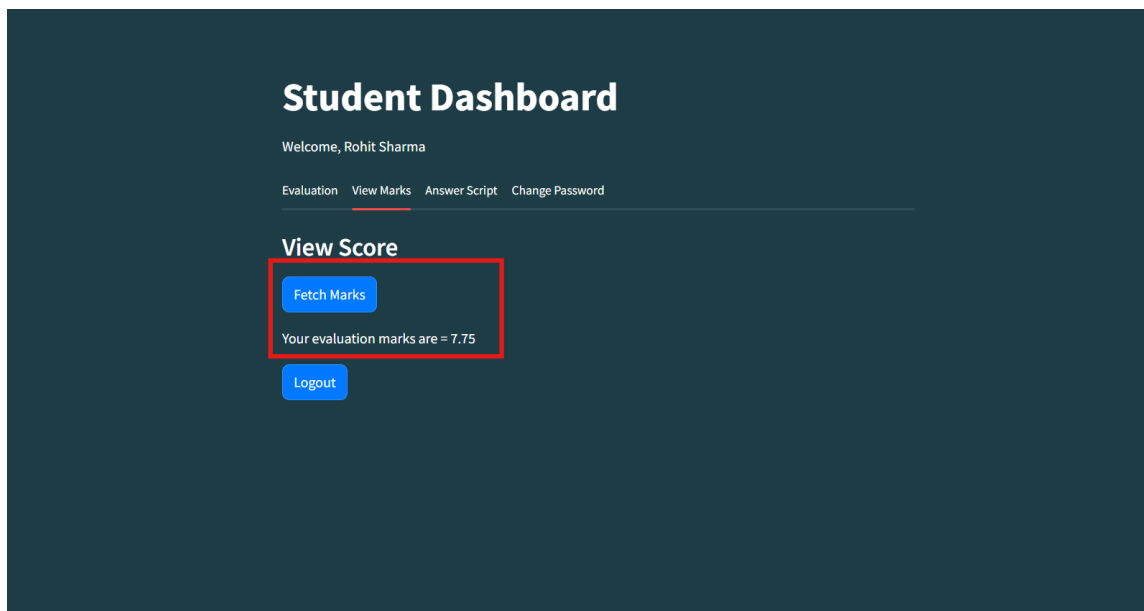 Student Dashboard
Welcome, Rohit Sharma
Evaluation View Marks Answer Script Change Password
View Score
Fetch Marks
Your evaluation marks are = 7.75
Logout